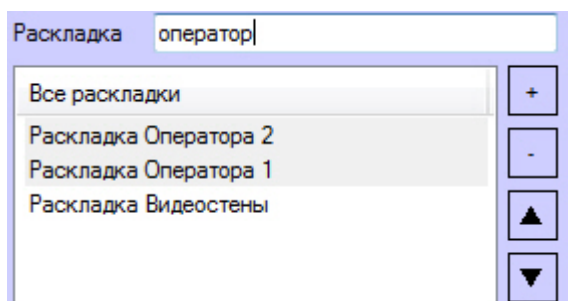 Раскладка оператор
Все раскладки +
Раскладка Оператора 2
Раскладка Оператора 1 -
Раскладка Видеостены
▲
▼